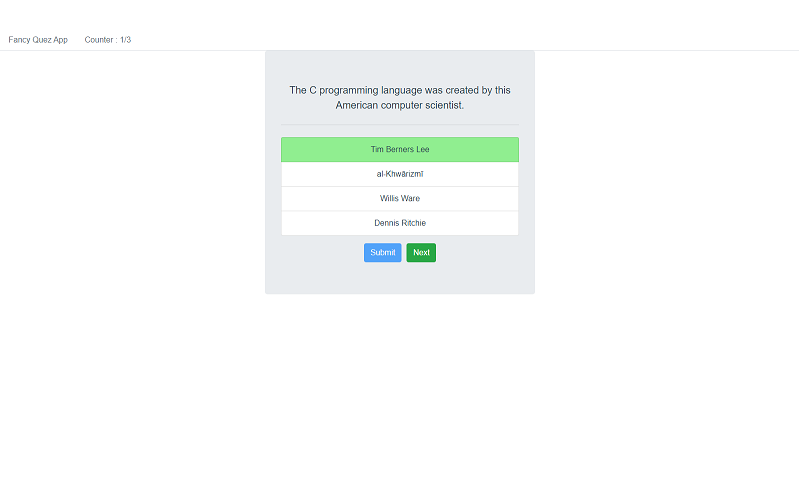 Fancy Quez App Counter : 1/3
The C programming language was created by this
American computer scientist.
Tim Berners Lee
al-Khwārizmī
Willis Ware
Dennis Ritchie
Submit Next